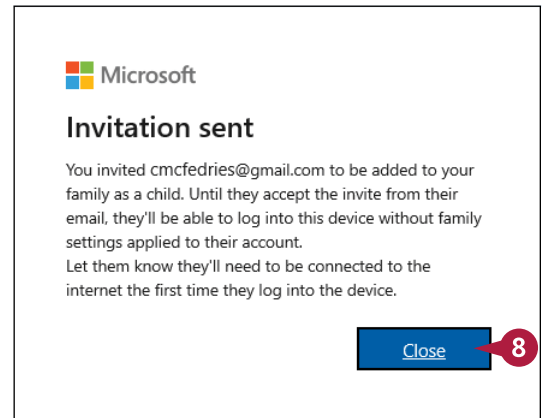 Microsoft
Invitation sent
You invited cmcfedries@gmail.com to be added to your
family as a child. Until they accept the invite from their
email, they'll be able to log into this device without family
settings applied to their account.
Let them know they'll need to be connected to the
internet the first time they log into the device.
Close
8